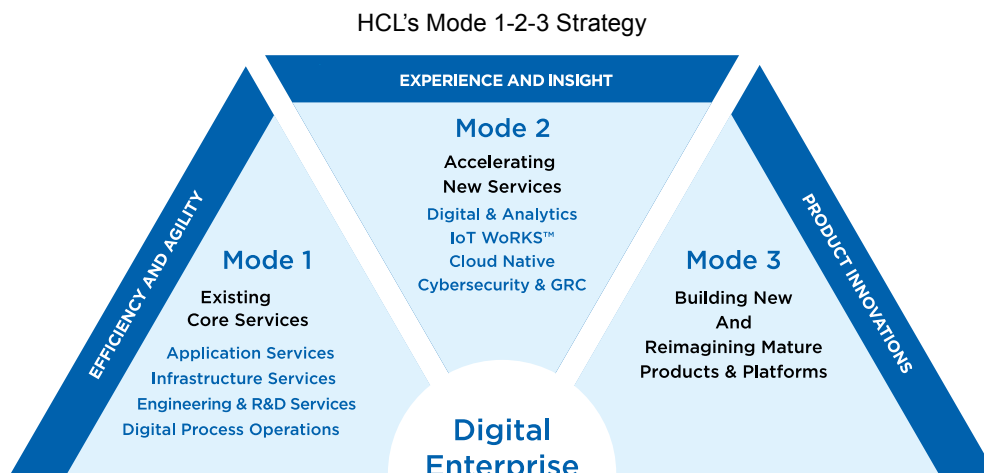 HCL's Mode 1-2-3 Strategy
EFFICIENCY AND AGILITY
Mode 1
Existing
Core Services
Application Services
Infrastructure Services
Engineering & R&D Services
Digital Process Operations
EXPERIENCE AND INSIGHT
Mode 2
Accelerating
New Services
Digital & Analytics
IoT WoRKS™
Cloud Native
Cybersecurity & GRC
PRODUCT INNOVATIONS
Mode 3
Building New
And
Reimagining Mature
Products & Platforms
Digital
Enterprise